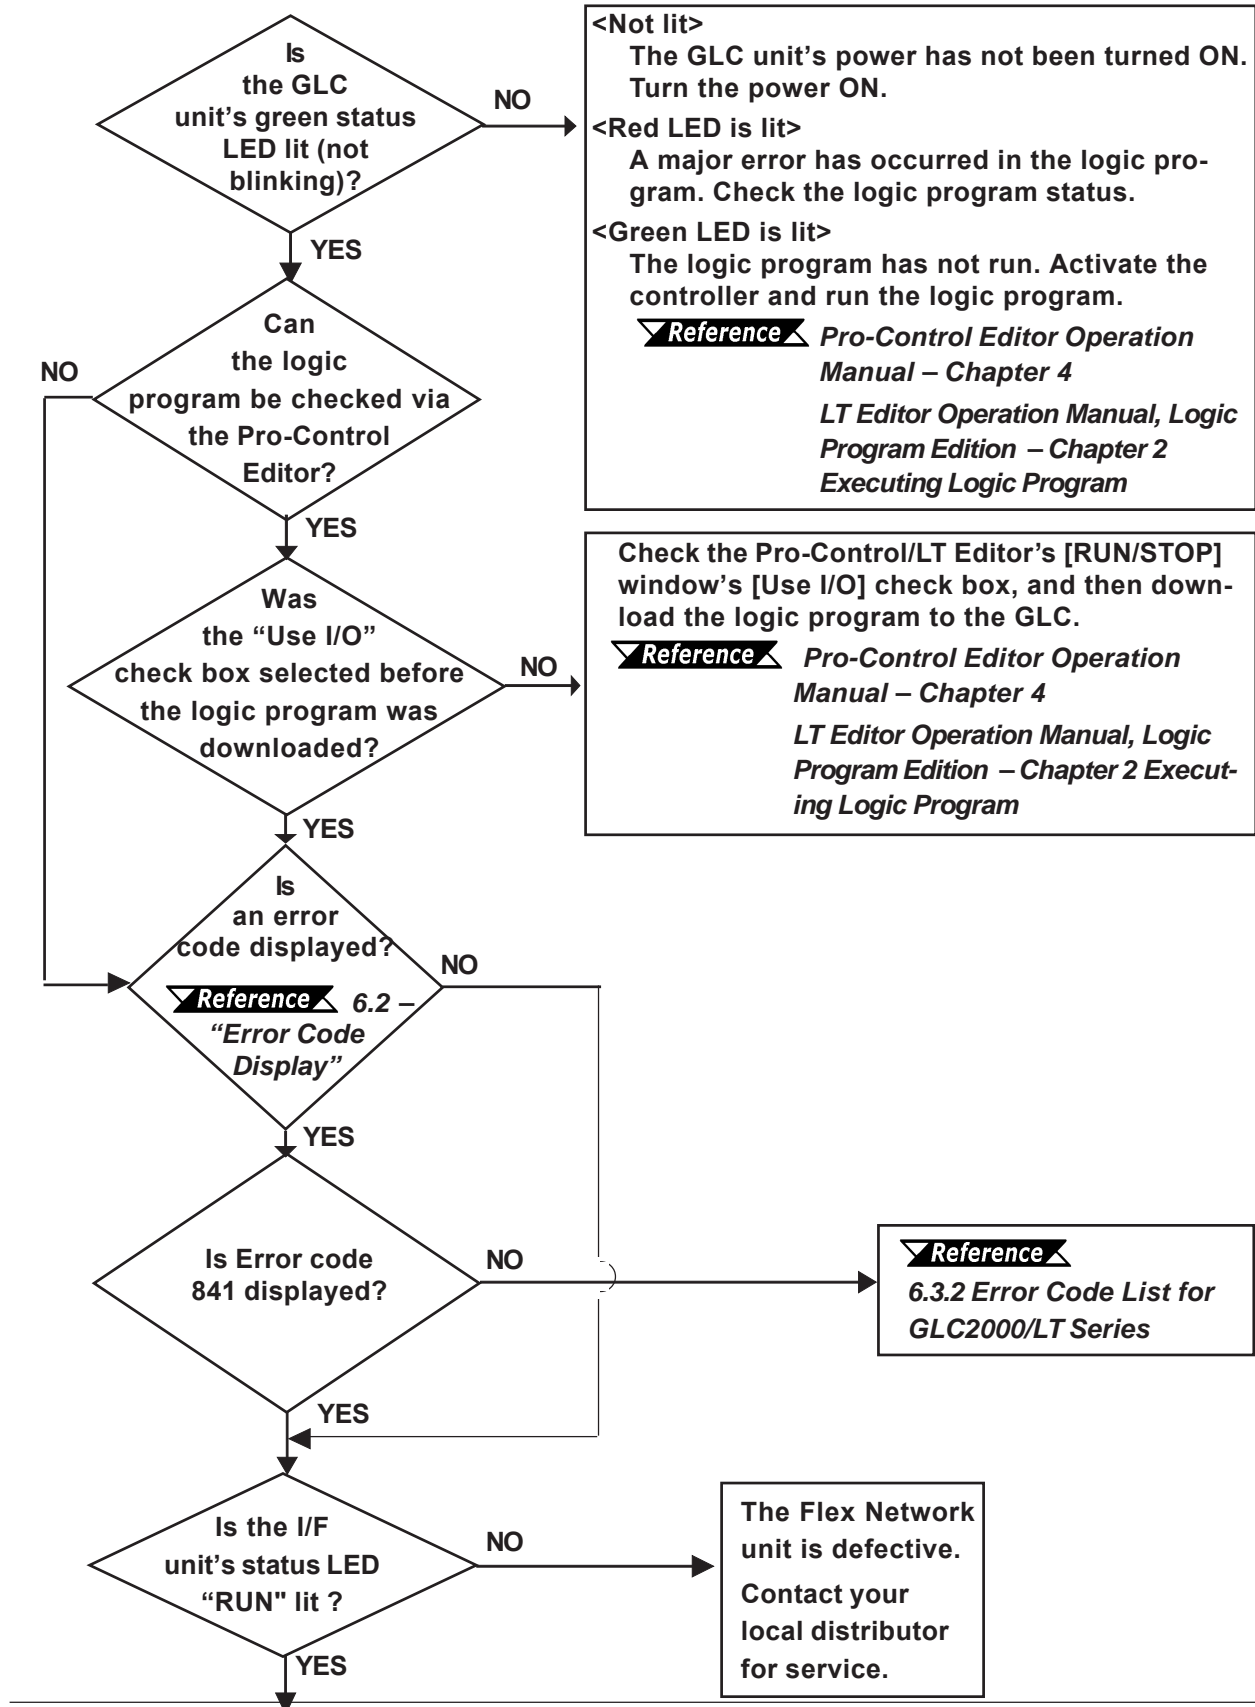 Is
the GLC
unit's green status
LED lit (not
blinking)?
NO
YES
<Not lit>
The GLC unit's power has not been turned ON.
Turn the power ON.
<Red LED is lit>
A major error has occurred in the logic pro-
gram. Check the logic program status.
<Green LED is lit>
The logic program has not run. Activate the
controller and run the logic program.
Reference Pro-Control Editor Operation
Manual – Chapter 4
LT Editor Operation Manual, Logic
Program Edition – Chapter 2
Executing Logic Program
Can
the logic
program be checked via
the Pro-Control
Editor?
NO
YES
Was
the “Use I/O”
check box selected before
the logic program was
downloaded?
NO
YES
Check the Pro-Control/LT Editor's [RUN/STOP]
window's [Use I/O] check box, and then down-
load the logic program to the GLC.
Reference Pro-Control Editor Operation
Manual – Chapter 4
LT Editor Operation Manual, Logic
Program Edition – Chapter 2 Execut-
ing Logic Program
Is
an error
code displayed?
Reference 6.2 –
“Error Code
Display”
NO
YES
Is Error code
841 displayed?
NO
YES
Reference
6.3.2 Error Code List for
GLC2000/LT Series
Is the I/F
unit's status LED
“RUN" lit ?
NO
YES
The Flex Network
unit is defective.
Contact your
local distributor
for service.